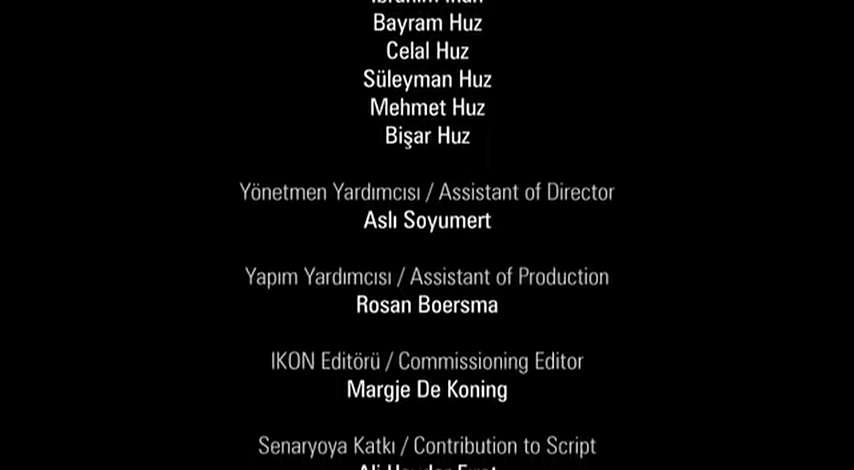 Bayram Huz
Celal Huz
Süleyman Huz
Mehmet Huz
Bişar Huz
Yönetmen Yardımcısı / Assistant of Director
Aslı Soyumert
Yapım Yardımcısı / Assistant of Production
Rosan Boersma
IKON Editörü / Commissioning Editor
Margje De Koning
Senaryoya Katkı / Contribution to Script